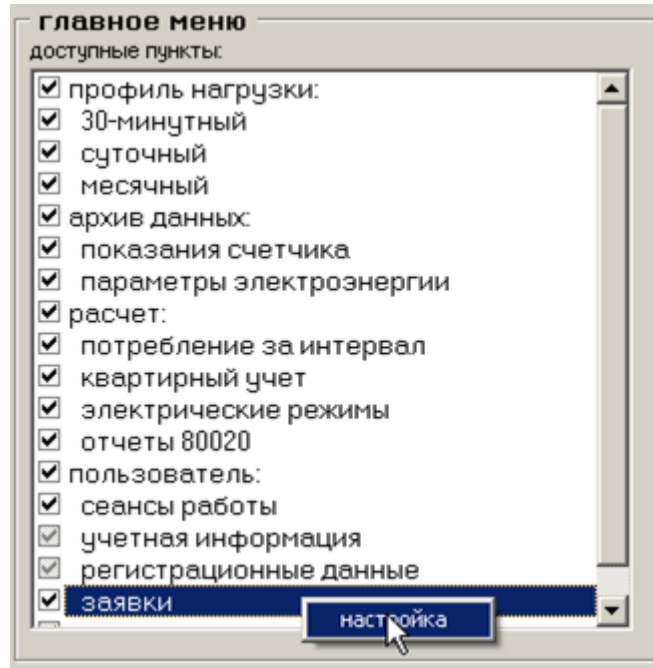 главное меню
доступные пункты:
профиль нагрузки:
30-минутный
суточный
месячный
архив данных:
показания счетчика
параметры электроэнергии
расчет:
потребление за интервал
квартирный учет
электрические режимы
отчеты 80020
пользователь:
сеансы работы
учетная информация
регистрационные данные
заявки
настройка